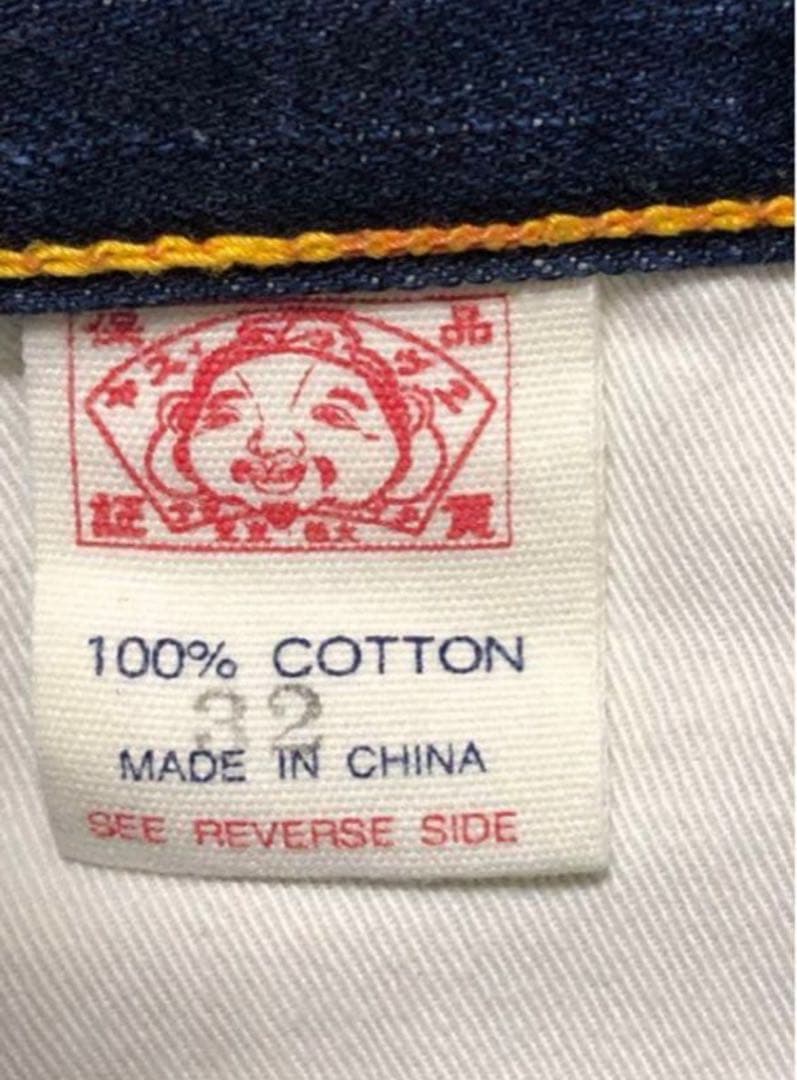 保 品
証 質
100% COTTON
32
MADE IN CHINA
SEE REVERSE SIDE